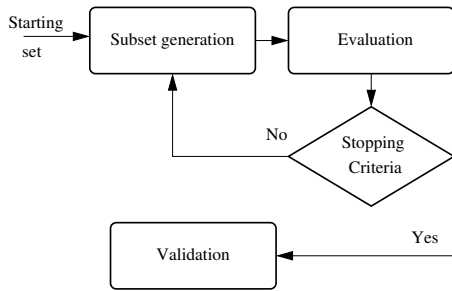 Starting
set
Subset generation
Evaluation
No
Stopping
Criteria
Yes
Validation